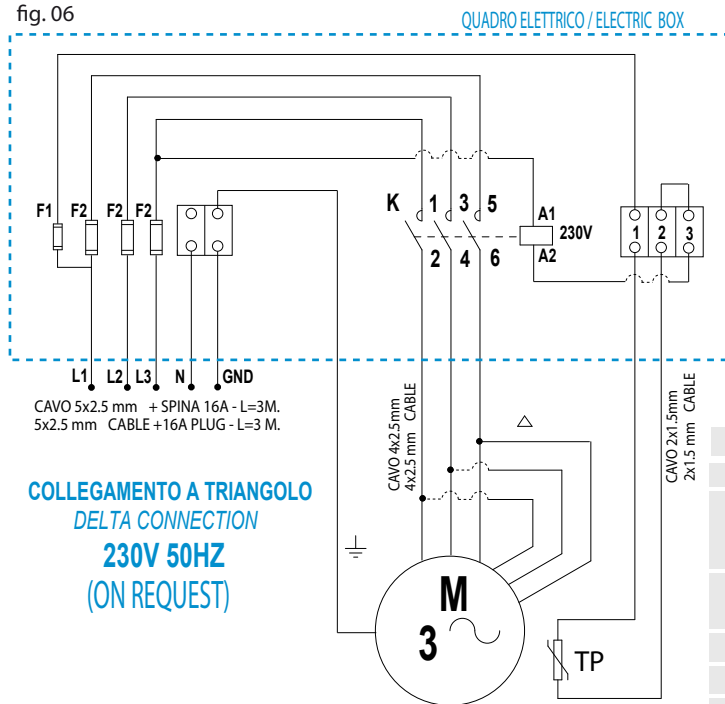 fig. 06
QUADRO ELETTRICO / ELECTRIC BOX
F1 F2 F2 F2
K 1 3 5
A1
230V
A2
2 4 6
1 2 3
L1 L2 L3 N GND
CAVO 5x2.5 mm + SPINA 16A - L=3M.
5x2.5 mm CABLE +16A PLUG - L=3 M.
CAVO 4x2.5mm
4x2.5 mm CABLE
CAVO 2x1.5mm
2x1.5 mm CABLE
COLLEGAMENTO A TRIANGOLO
DELTA CONNECTION
230V 50HZ
(ON REQUEST)
M
3
TP